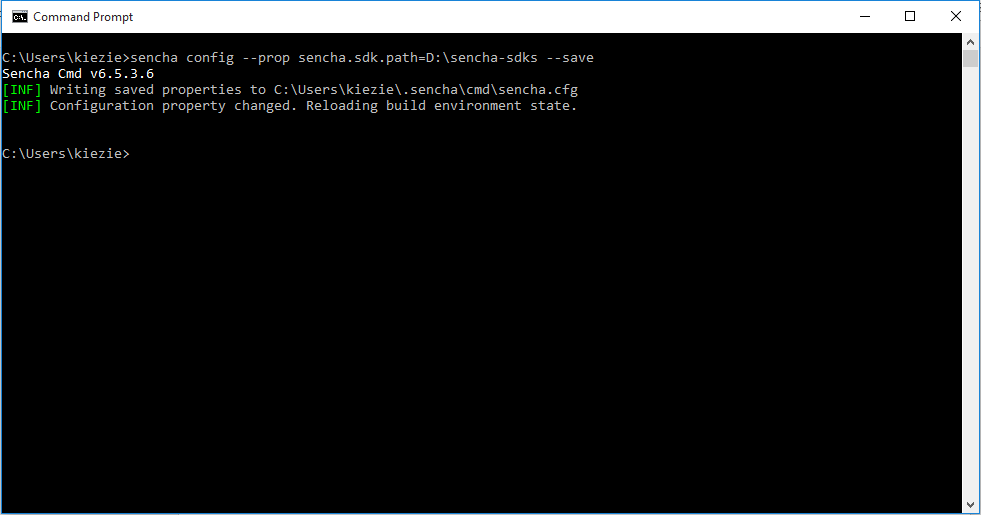 Command Prompt
C:\Users\kiezie>sencha config --prop sencha.sdk.path=D:\sencha-sdks --save
Sencha Cmd v6.5.3.6
[INF] Writing saved properties to C:\Users\kiezie\.sencha\cmd\sencha.cfg
[INF] Configuration property changed. Reloading build environment state.
C:\Users\kiezie>